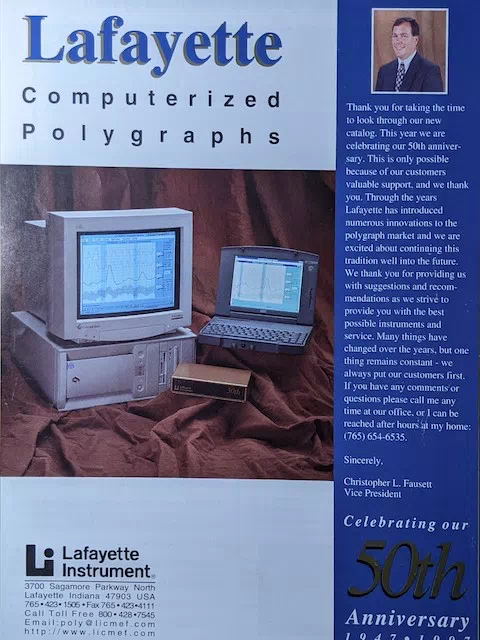 Lafayette
Computerized
Polygraphs
Thank you for taking the time
to look through our new
catalog. This year we are
celebrating our 50th anniver-
sary. This is only possible
because of our customers
valuable support, and we thank
you. Through the years
Lafayette has introduced
numerous innovations to the
polygraph market and we are
excited about continuing this
tradition well into the future.
We thank you for providing us
with suggestions and recom-
mendations as we strive to
provide you with the best
possible instruments and
service. Many things have
changed over the years, but one
thing remains constant - we
always put our customers first.
If you have any comments or
questions please call me any
time at our office, or I can be
reached after hours at my home:
(765) 654-6535.
Sincerely,
Christopher L. Fausett
Vice President
Celebrating our
50th
Anniversary
1947•1997
50th
Lafayette
Instrument®
3700 Sagamore Parkway North
Lafayette Indiana 47903 USA
765•423•1505•Fax 765•423•4111
Call Toll Free 800•428•7545
Email:poly@licmef.com
http://www.licmef.com